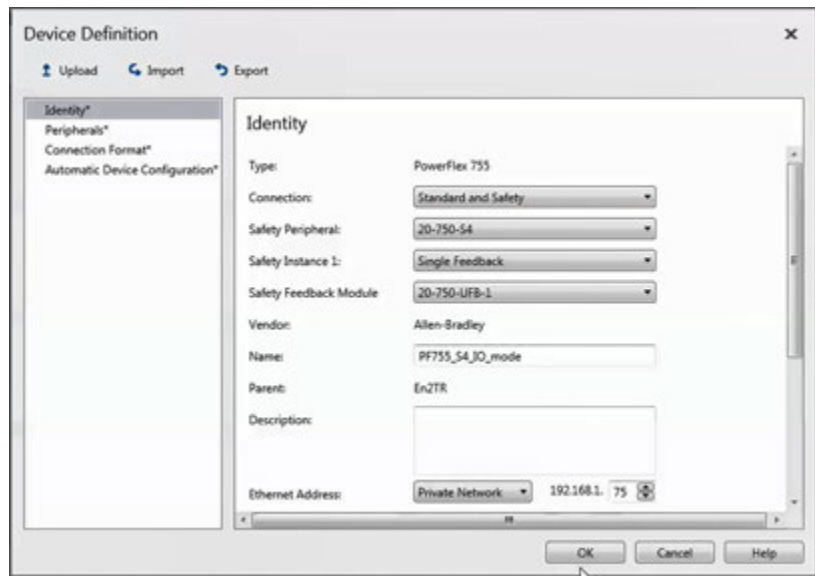 Device Definition
Upload Import Export
Identity*
Peripherals*
Connection Format*
Automatic Device Configuration*
Identity
Type: PowerFlex 755
Connection: Standard and Safety
Safety Peripheral: 20-750-S4
Safety Instance 1: Single Feedback
Safety Feedback Module 20-750-UFB-1
Vendor: Allen-Bradley
Name: PF755_S4_IO_mode
Parent: En2TR
Description:
Ethernet Address: Private Network 192.168.1. 75
OK Cancel Help